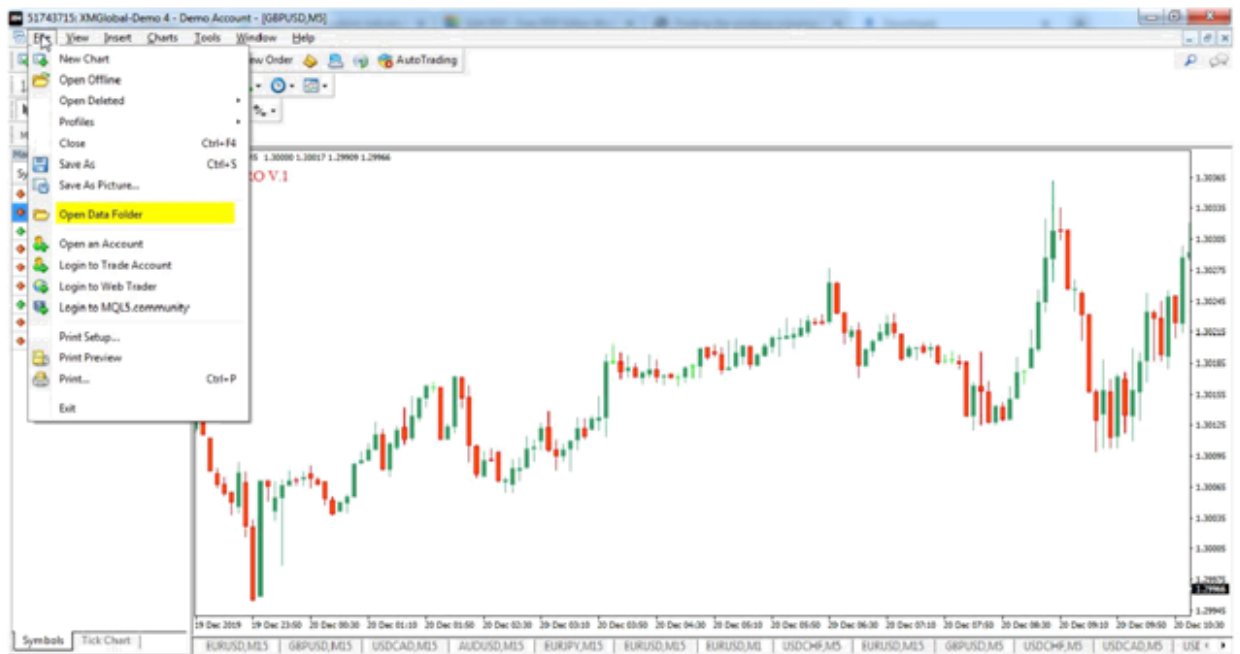 51743715: XMGlobal-Demo 4 - Demo Account - [GBPUSD,M5]
View Insert Charts Tools Window Help
New Chart
ew Order AutoTrading
Open Offline
Open Deleted
Profiles
Close Ctrl+F4
Save As Ctrl+S
1.30000 1.30017 1.29909 1.29966
Save As Picture...
O V.1
Open Data Folder
Open an Account
Login to Trade Account
Login to Web Trader
Login to MQL5.community
Print Setup...
Print Preview
Print... Ctrl+P
Exit
1.30365
1.30335
1.30305
1.30275
1.30245
1.30215
1.30185
1.30155
1.30125
1.30095
1.30065
1.30035
1.30005
1.29975
1.29966
1.29945
19 Dec 2019 19 Dec 23:50 20 Dec 00:30 20 Dec 01:10 20 Dec 01:50 20 Dec 02:30 20 Dec 03:10 20 Dec 03:50 20 Dec 04:30 20 Dec 05:10 20 Dec 05:50 20 Dec 06:30 20 Dec 07:10 20 Dec 07:50 20 Dec 08:30 20 Dec 09:10 20 Dec 09:50 20 Dec 10:30
Symbols Tick Chart
EURUSD,M15 GBPUSD,M15 USDCAD,M15 AUDUSD,M15 EURJPY,M15 EURUSD,M15 EURUSD,M1 USDCHF,M5 EURUSD,M5 GBPUSD,M5 USDCHF,M5 USDCAD,M5